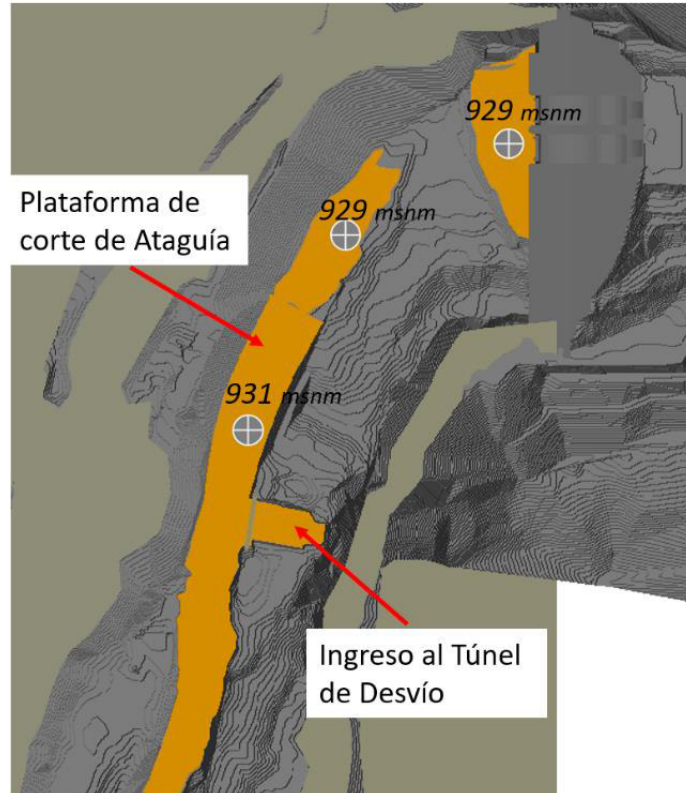 929 msnm
Plataforma de
corte de Ataguía
929 msnm
931 msnm
Ingreso al Túnel
de Desvío